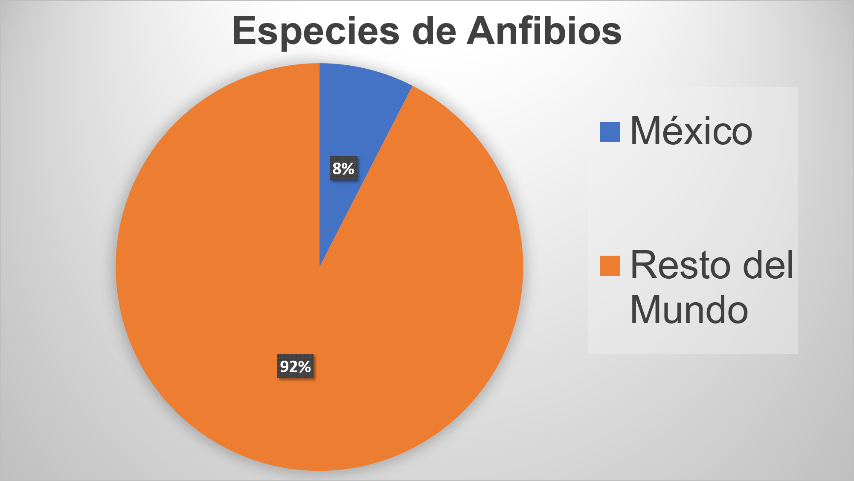 Especies de Anfibios
8%
92%
México
Resto del
Mundo